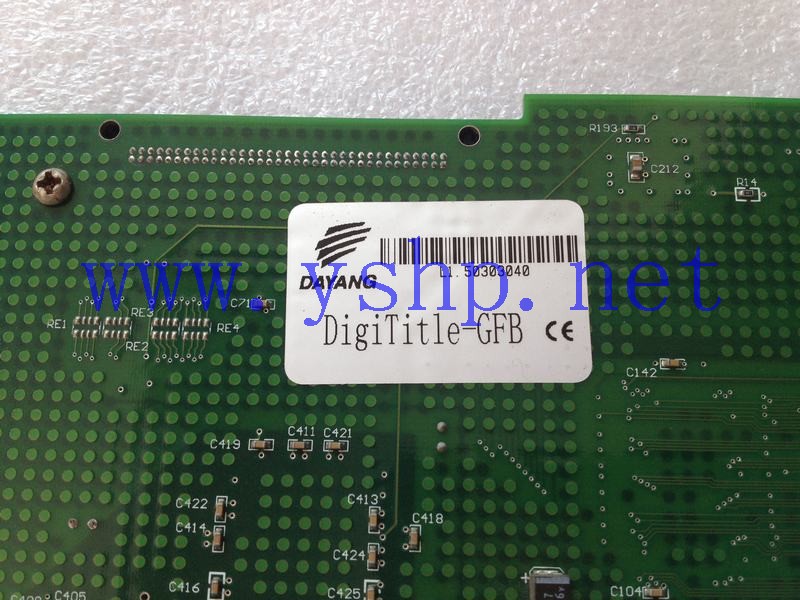 R193
C212
R14
DAYANG
L1.50303040
www.yshp.net
C71
RE1
RE3
RE2
RE4
DigiTitle-GFB CE
C142
C419
C411
C421
C422
C413
C414
C418
C424
C416
C425
C104
C405